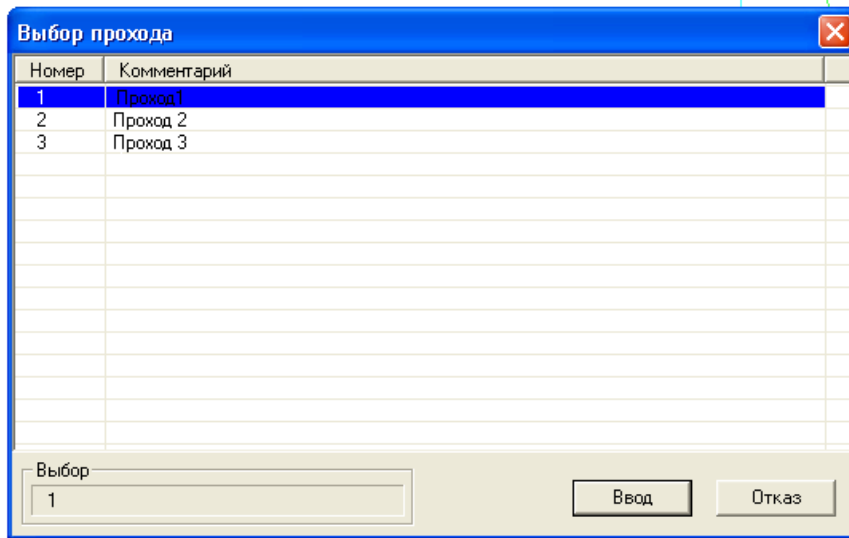 Выбор прохода
Номер Комментарий
1 Проход1
2 Проход 2
3 Проход 3
Выбор
1
Ввод Отказ